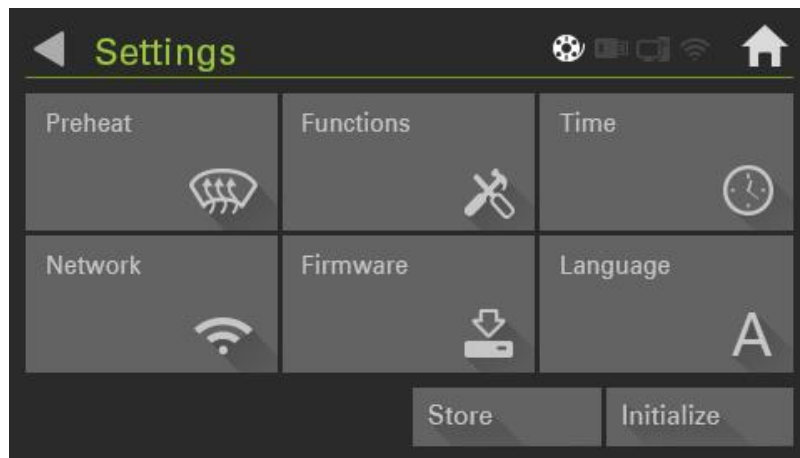 Settings
Preheat
Functions
Time
Network
Firmware
Language
A
Store
Initialize